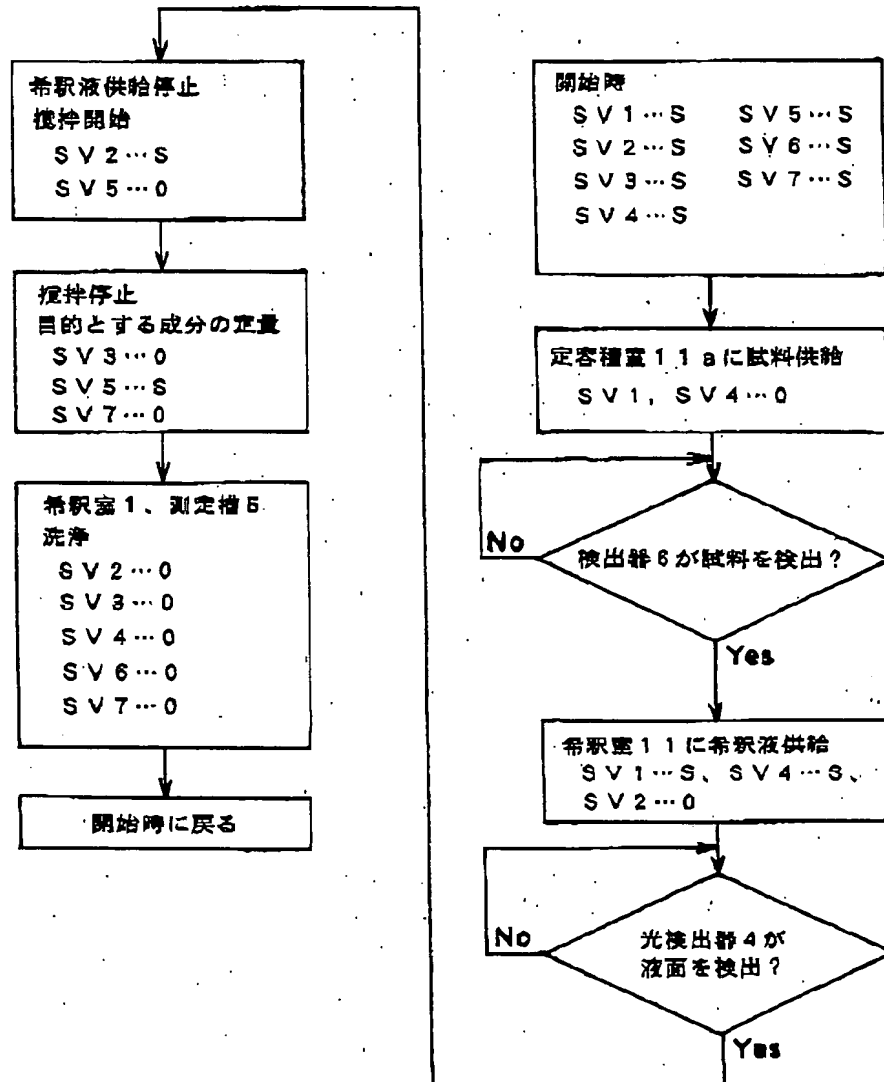 希釈液供給停止
攪拌開始
SV2…S
SV5…O
攪拌停止
目的とする成分の定量
SV3…O
SV5…S
SV7…O
希釈室1、測定槽5
洗浄
SV2…O
SV3…O
SV4…O
SV6…O
SV7…O
開始時に戻る
開始時
SV1…S SV5…S
SV2…S SV6…S
SV3…S SV7…S
SV4…S
定容積室11aに試料供給
SV1, SV4…O
No
検出器6が試料を検出?
Yes
希釈室11に希釈液供給
SV1…S、SV4…S、
SV2…O
No
光検出器4が
液面を検出?
Yes